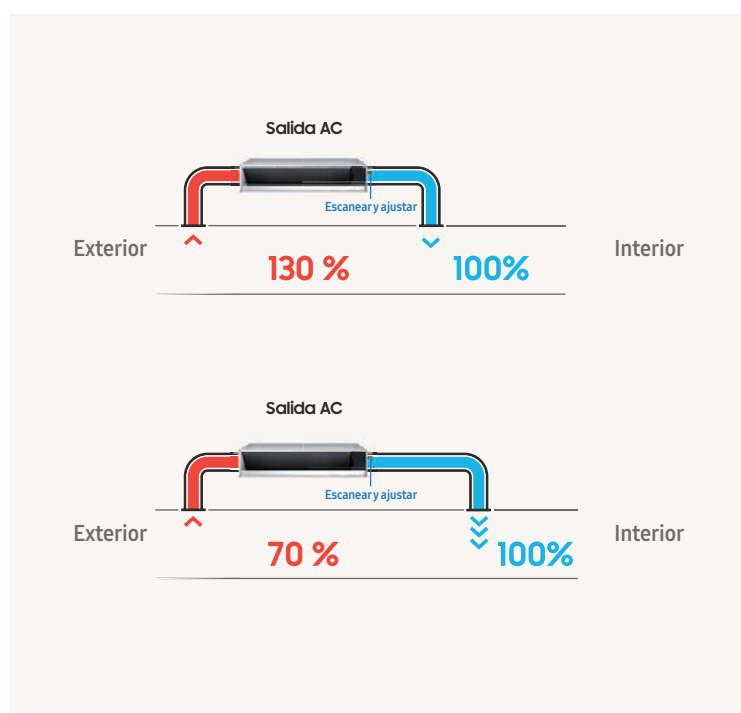 Salida AC
Escanear y ajustar
Exterior
130 %
100%
Interior
Salida AC
Escanear y ajustar
Exterior
70 %
100%
Interior